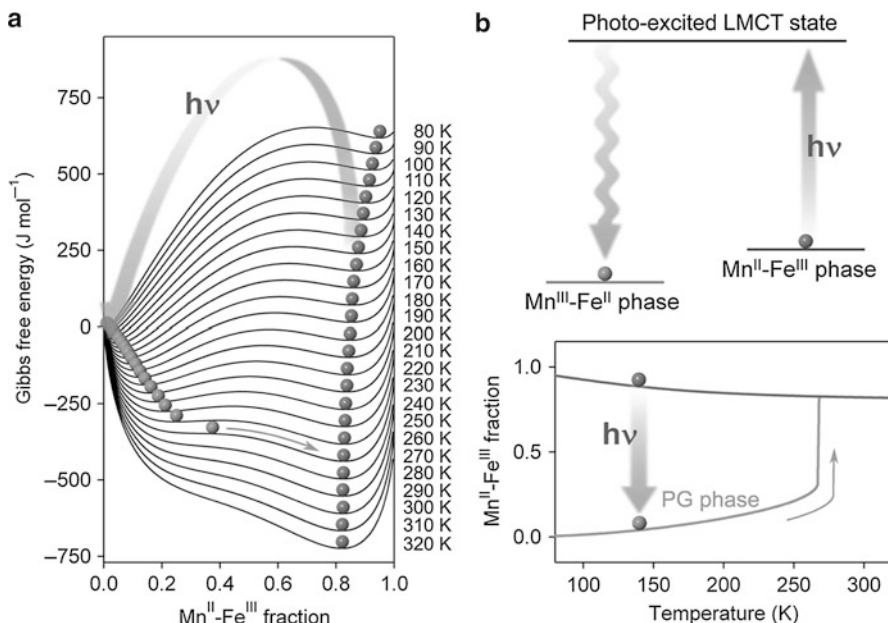 a
hν
Gibbs free energy (J mol⁻¹)
750
500
250
0
−250
−500
−750
0.0
0.2
0.4
0.6
0.8
1.0
Mnᴵᴵ-Feᴵᴵᴵ fraction
80 K
90 K
100 K
110 K
120 K
130 K
140 K
150 K
160 K
170 K
180 K
190 K
200 K
210 K
220 K
230 K
240 K
250 K
260 K
270 K
280 K
290 K
300 K
310 K
320 K
b
Photo-excited LMCT state
hν
Mnᴵᴵ-Feᴵᴵᴵ phase
Mnᴵᴵᴵ-Feᴵᴵ phase
Mnᴵᴵ-Feᴵᴵᴵ fraction
1.0
0.5
0.0
hν
PG phase
100
150
200
250
300
Temperature (K)